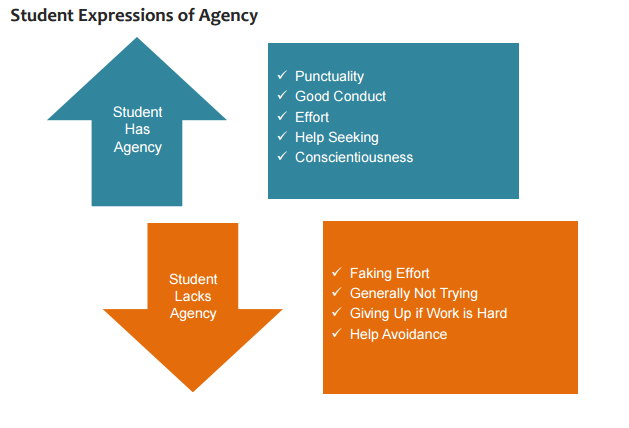 Student Expressions of Agency
Student
Has
Agency
✓ Punctuality
✓ Good Conduct
✓ Effort
✓ Help Seeking
✓ Conscientiousness
Student
Lacks
Agency
✓ Faking Effort
✓ Generally Not Trying
✓ Giving Up if Work is Hard
✓ Help Avoidance